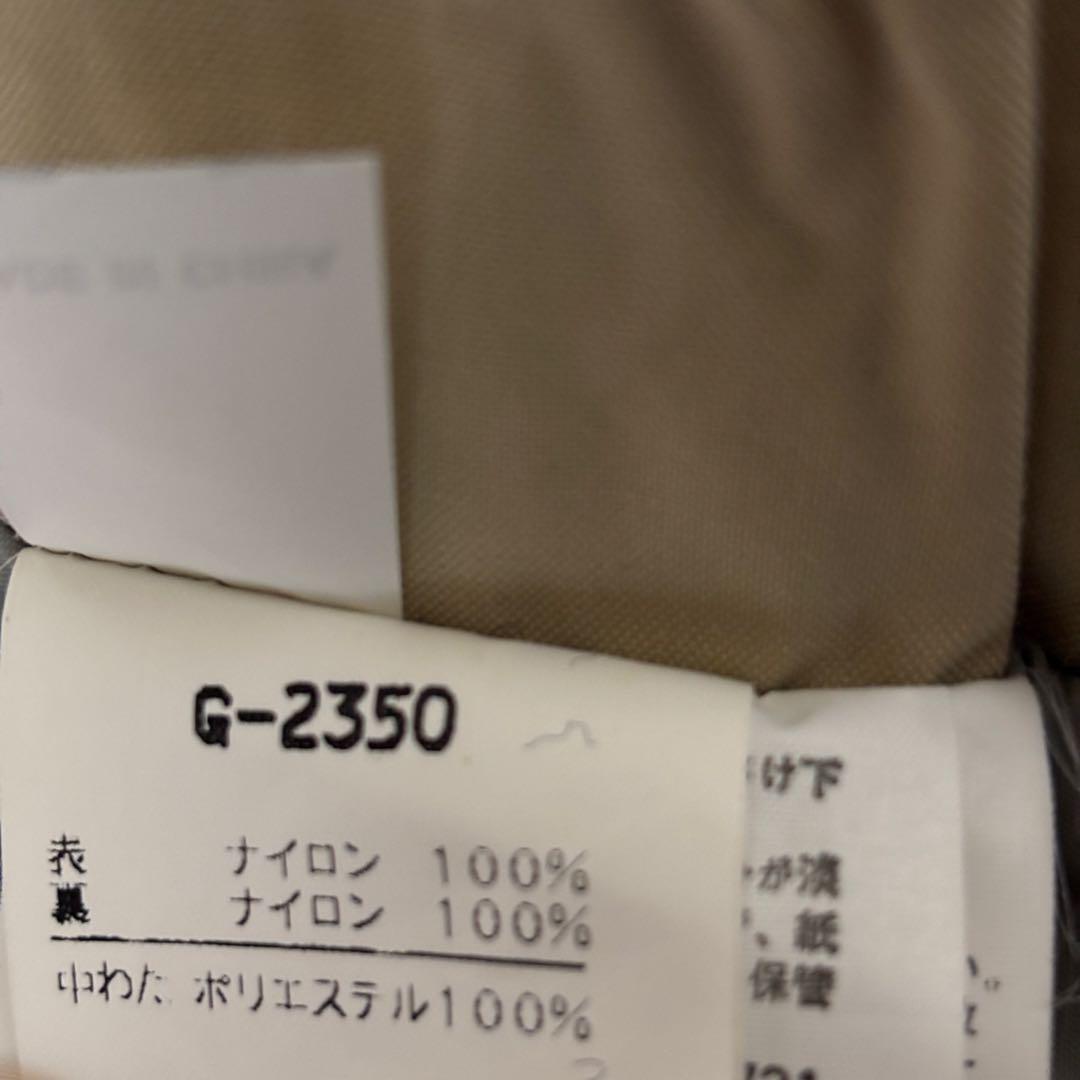 G-2350
表 ナイロン 100%
裏 ナイロン 100%
中わた ポリエステル100%
け下
が濃
、紙
保管